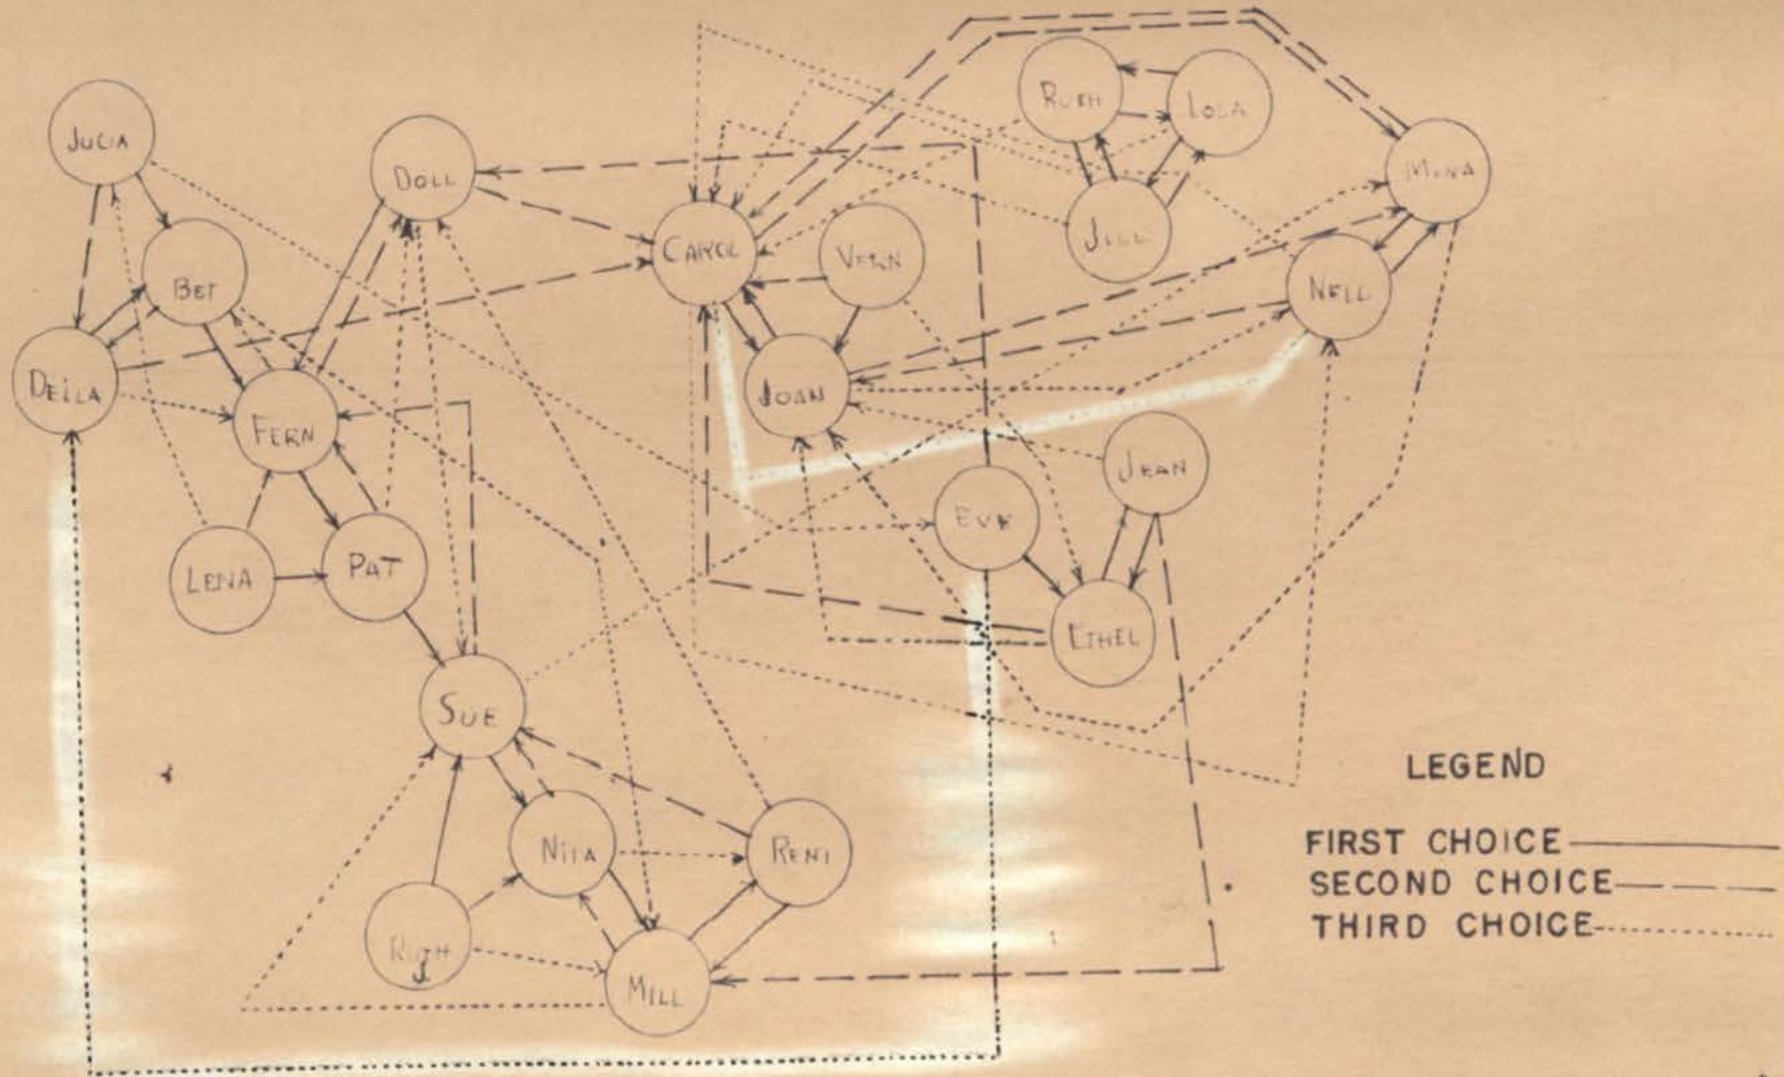 JULIA
DOLL
RUTH
LOLA
MINA
BET
CAROL
VERN
JILL
NELL
DEILA
JOAN
FERN
JEAN
EVE
LENA
PAT
ETHEL
SUE
LEGEND
FIRST CHOICE
NITA
RENI
SECOND CHOICE
THIRD CHOICE
RUTH
J
MILL